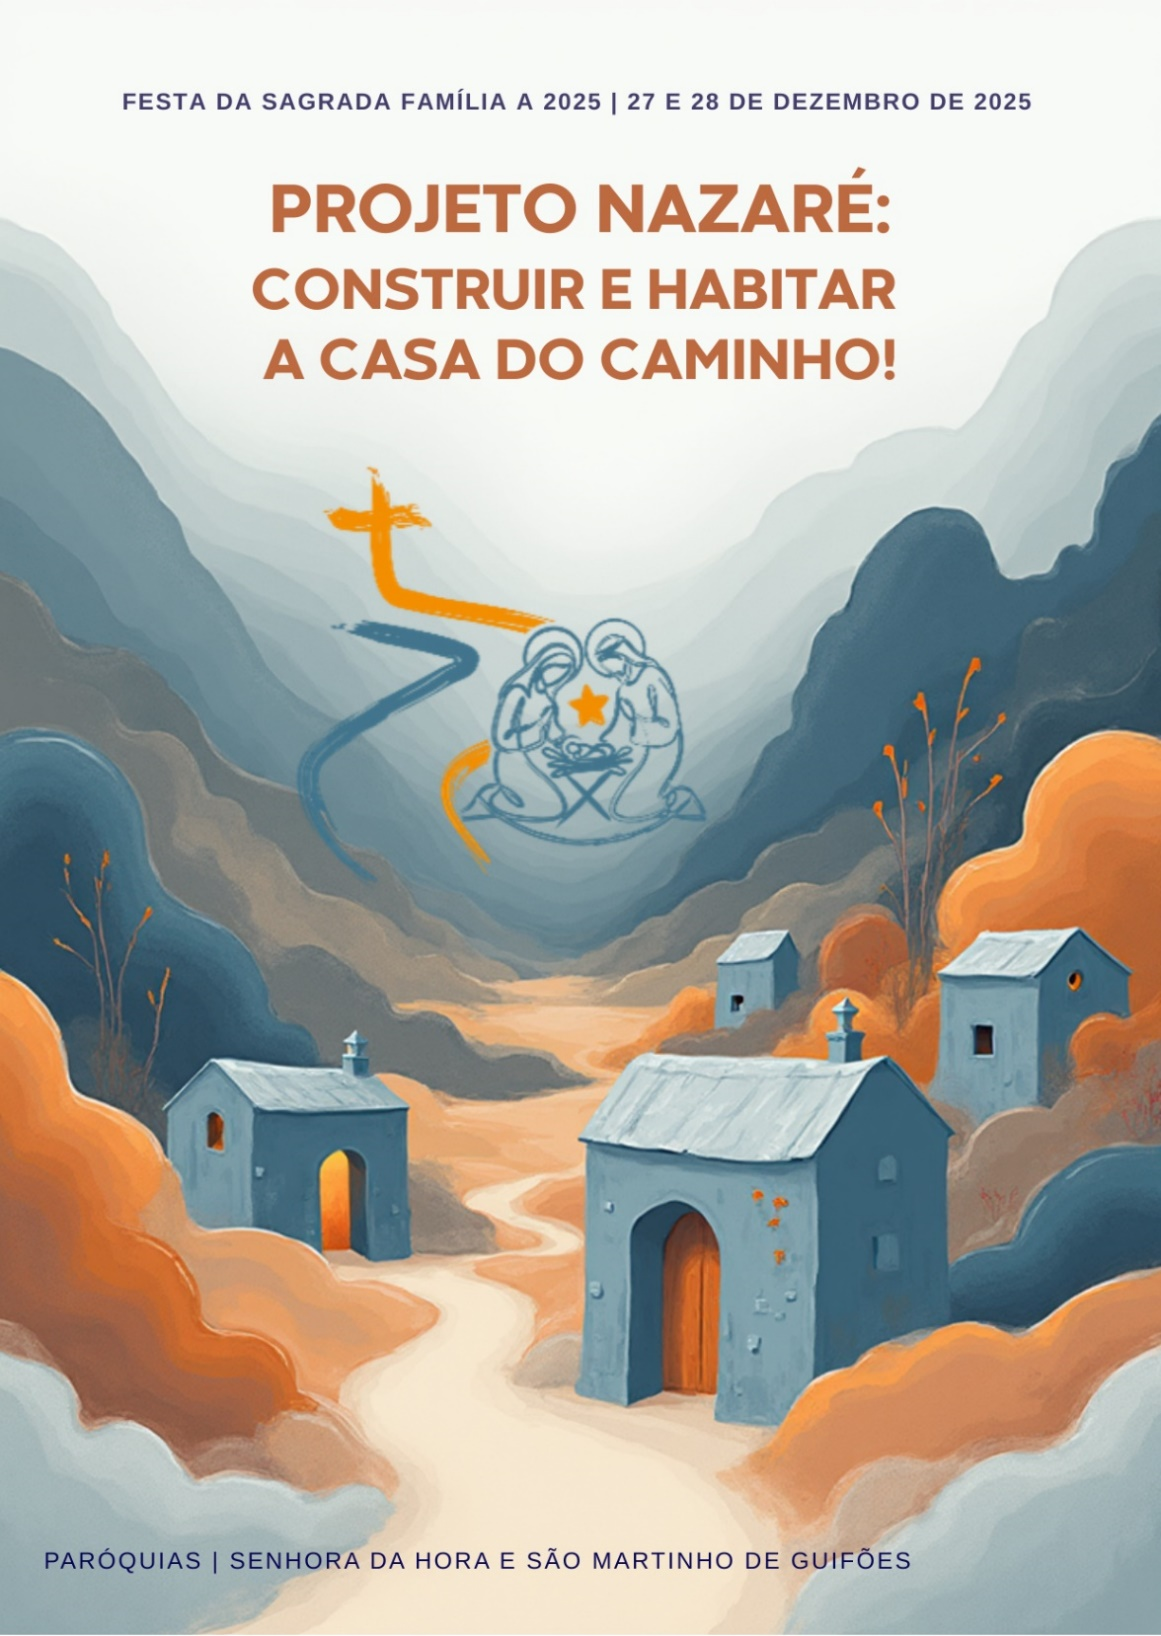 FESTA DA SAGRADA FAMÍLIA A 2025 | 27 E 28 DE DEZEMBRO DE 2025
PROJETO NAZARÉ:
CONSTRUIR E HABITAR
A CASA DO CAMINHO!
PARÓQUIAS | SENHORA DA HORA E SÃO MARTINHO DE GUIFÕES